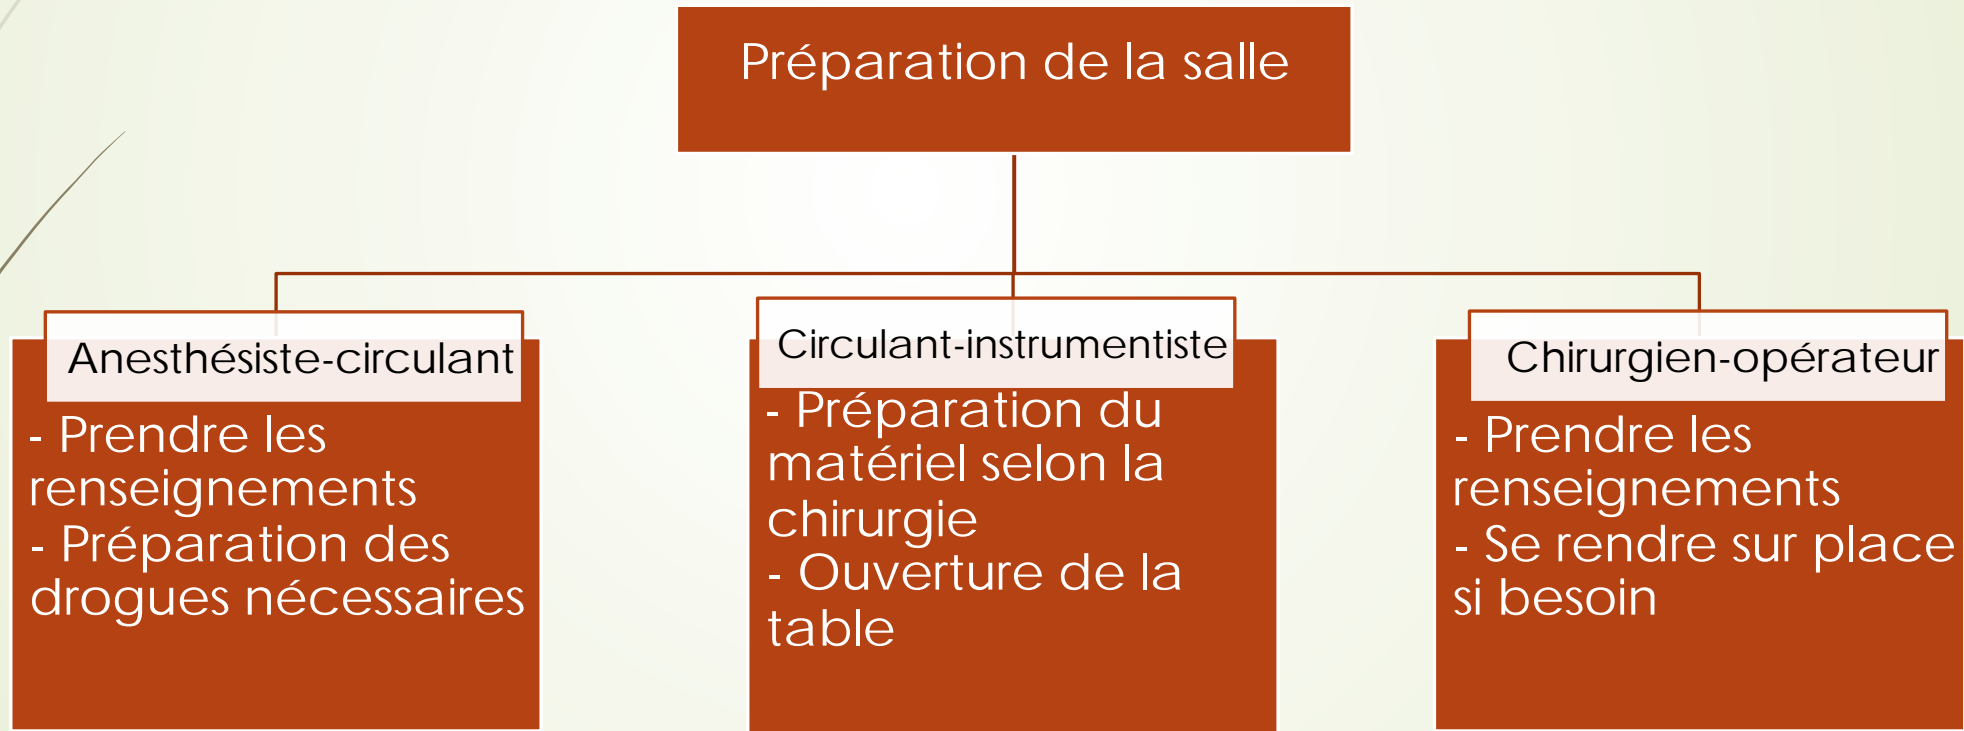 Préparation de la salle
Anesthésiste-circulant
- Prendre les
renseignements
- Préparation des
drogues nécessaires
Circulant-instrumentiste
- Préparation du
matériel selon la
chirurgie
- Ouverture de la
table
Chirurgien-opérateur
- Prendre les
renseignements
- Se rendre sur place
si besoin